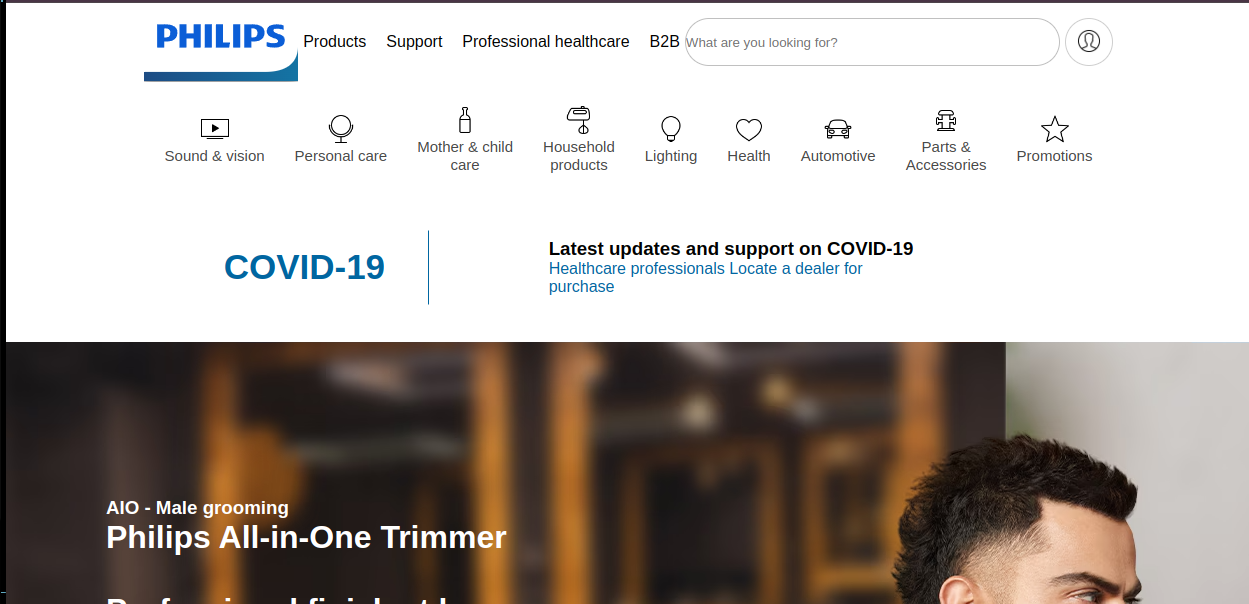 PHILIPS
Products Support Professional healthcare B2B What are you looking for?
Sound & vision
Personal care
Mother & child
care
Household
products
Lighting
Health
Automotive
Parts &
Accessories
Promotions
COVID-19
Latest updates and support on COVID-19
Healthcare professionals Locate a dealer for
purchase
AIO - Male grooming
Philips All-in-One Trimmer